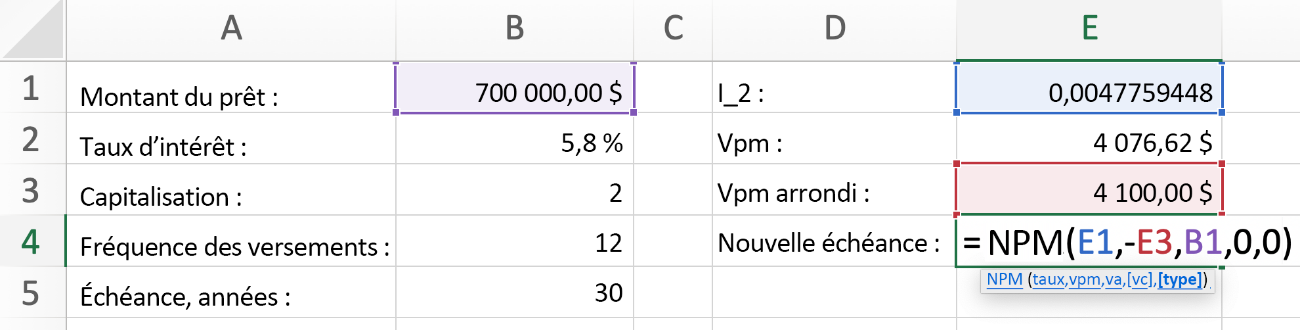 A B C D E
1 Montant du prêt : 700 000,00 $ I_2 : 0,0047759448
2 Taux d’intérêt : 5,8 % Vpm : 4 076,62 $
3 Capitalisation : 2 Vpm arrondi : 4 100,00 $
4 Fréquence des versements : 12 Nouvelle échéance : =NPM(E1,-E3,B1,0,0)
NPM (taux,vpm,va,[vc],[type])
5 Échéance, années : 30